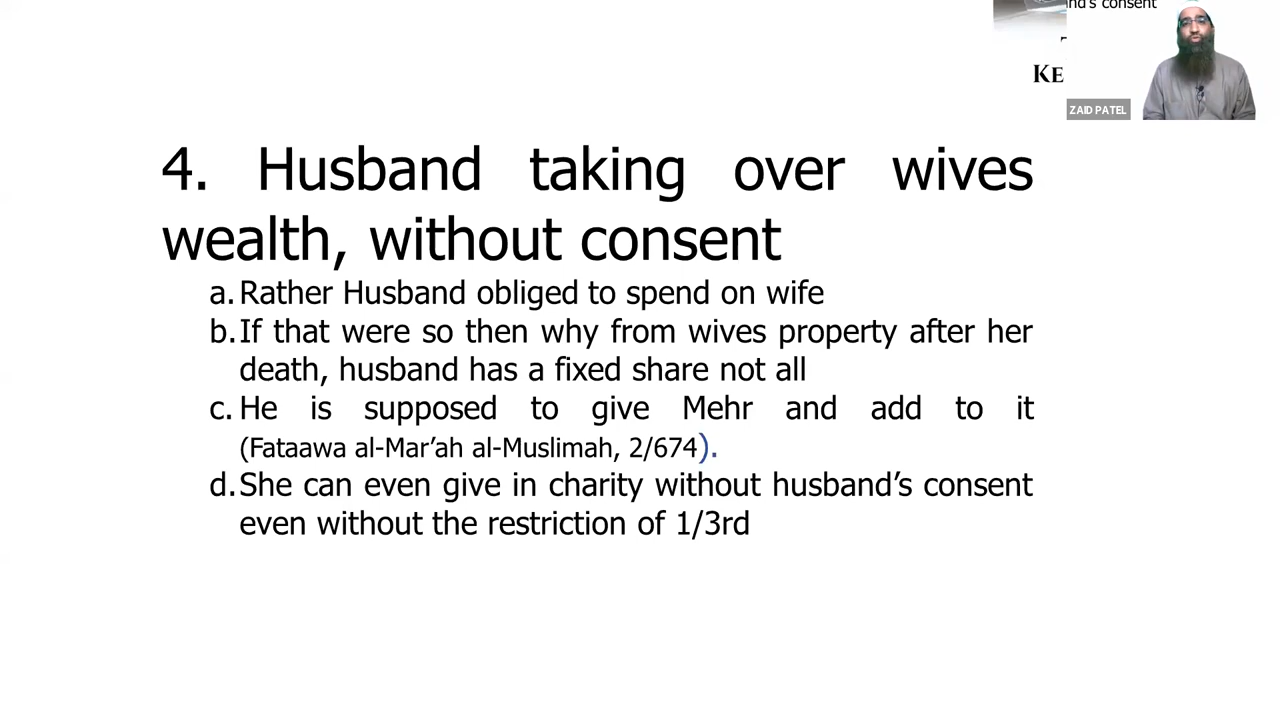 nd's consent
KE
ZAID PATEL
4. Husband taking over wives
wealth, without consent
a. Rather Husband obliged to spend on wife
b. If that were so then why from wives property after her
death, husband has a fixed share not all
c. He is supposed to give Mehr and add to it
(Fataawa al-Mar’ah al-Muslimah, 2/674).
d. She can even give in charity without husband’s consent
even without the restriction of 1/3rd